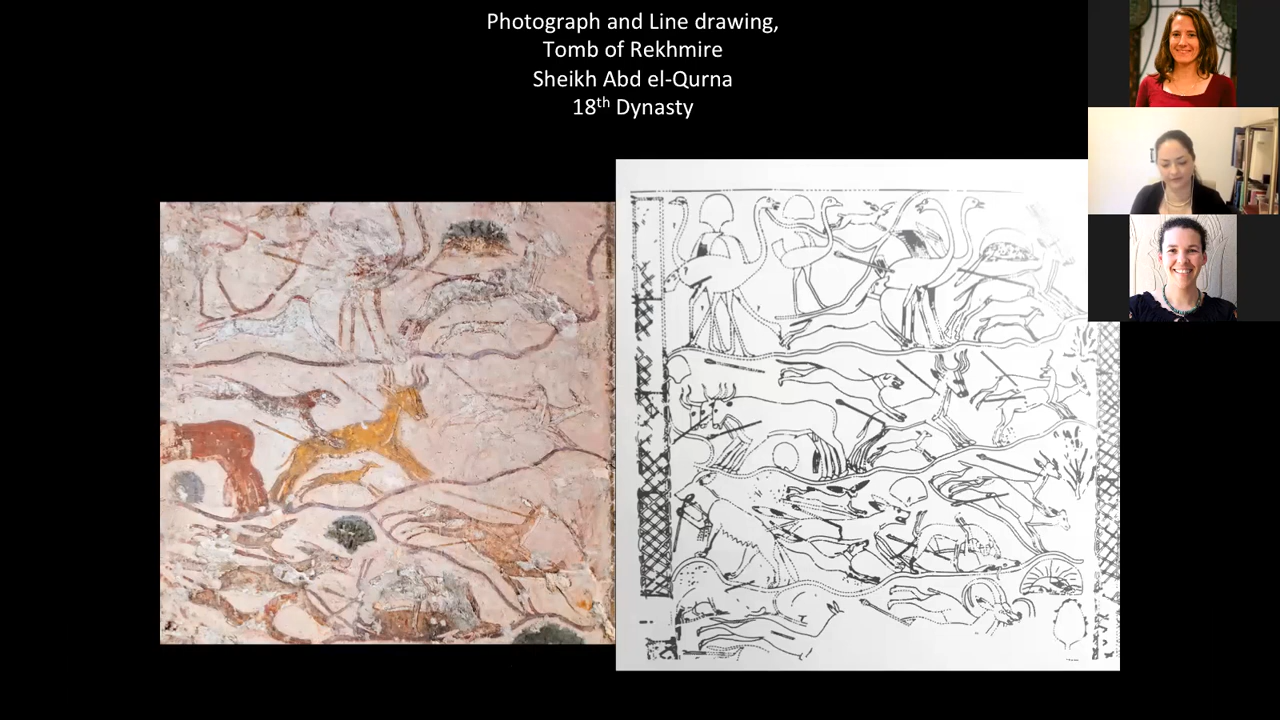 Photograph and Line drawing,
Tomb of Rekhmire
Sheikh Abd el-Qurna
18th Dynasty